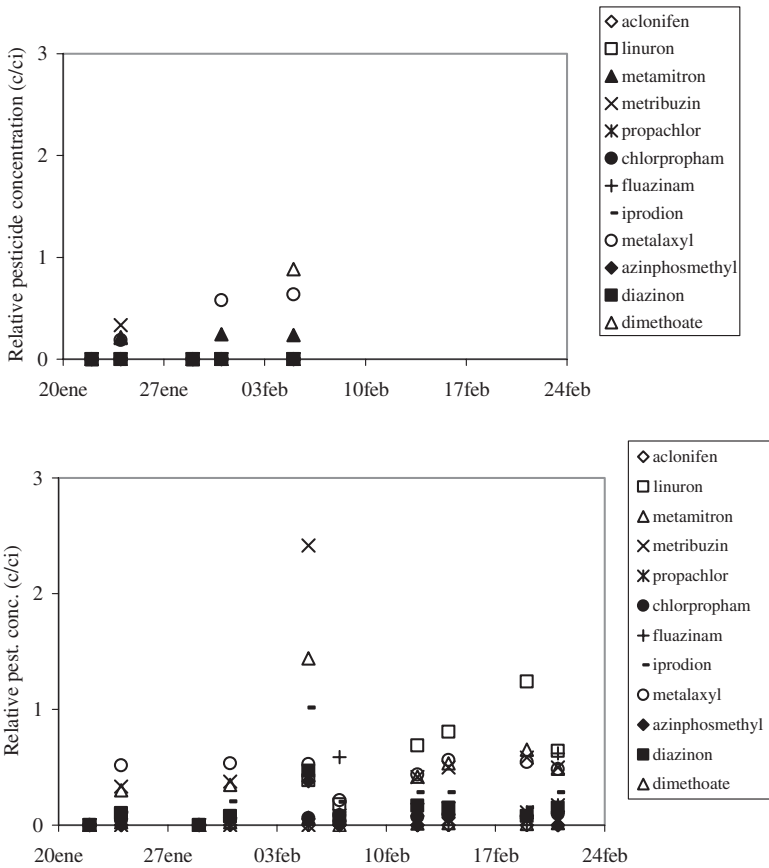 Relative pesticide concentration (c/ci)
3
2
1
0
20ene 27ene 03feb 10feb 17feb 24feb
aclonifen
linuron
metamitron
metribuzin
propachlor
chlorpropham
fluazinam
iprodion
metalaxyl
azinphosmethyl
diazinon
dimethoate
Relative pest. conc. (c/ci)
3
2
1
0
20ene 27ene 03feb 10feb 17feb 24feb
aclonifen
linuron
metamitron
metribuzin
propachlor
chlorpropham
fluazinam
iprodion
metalaxyl
azinphosmethyl
diazinon
dimethoate